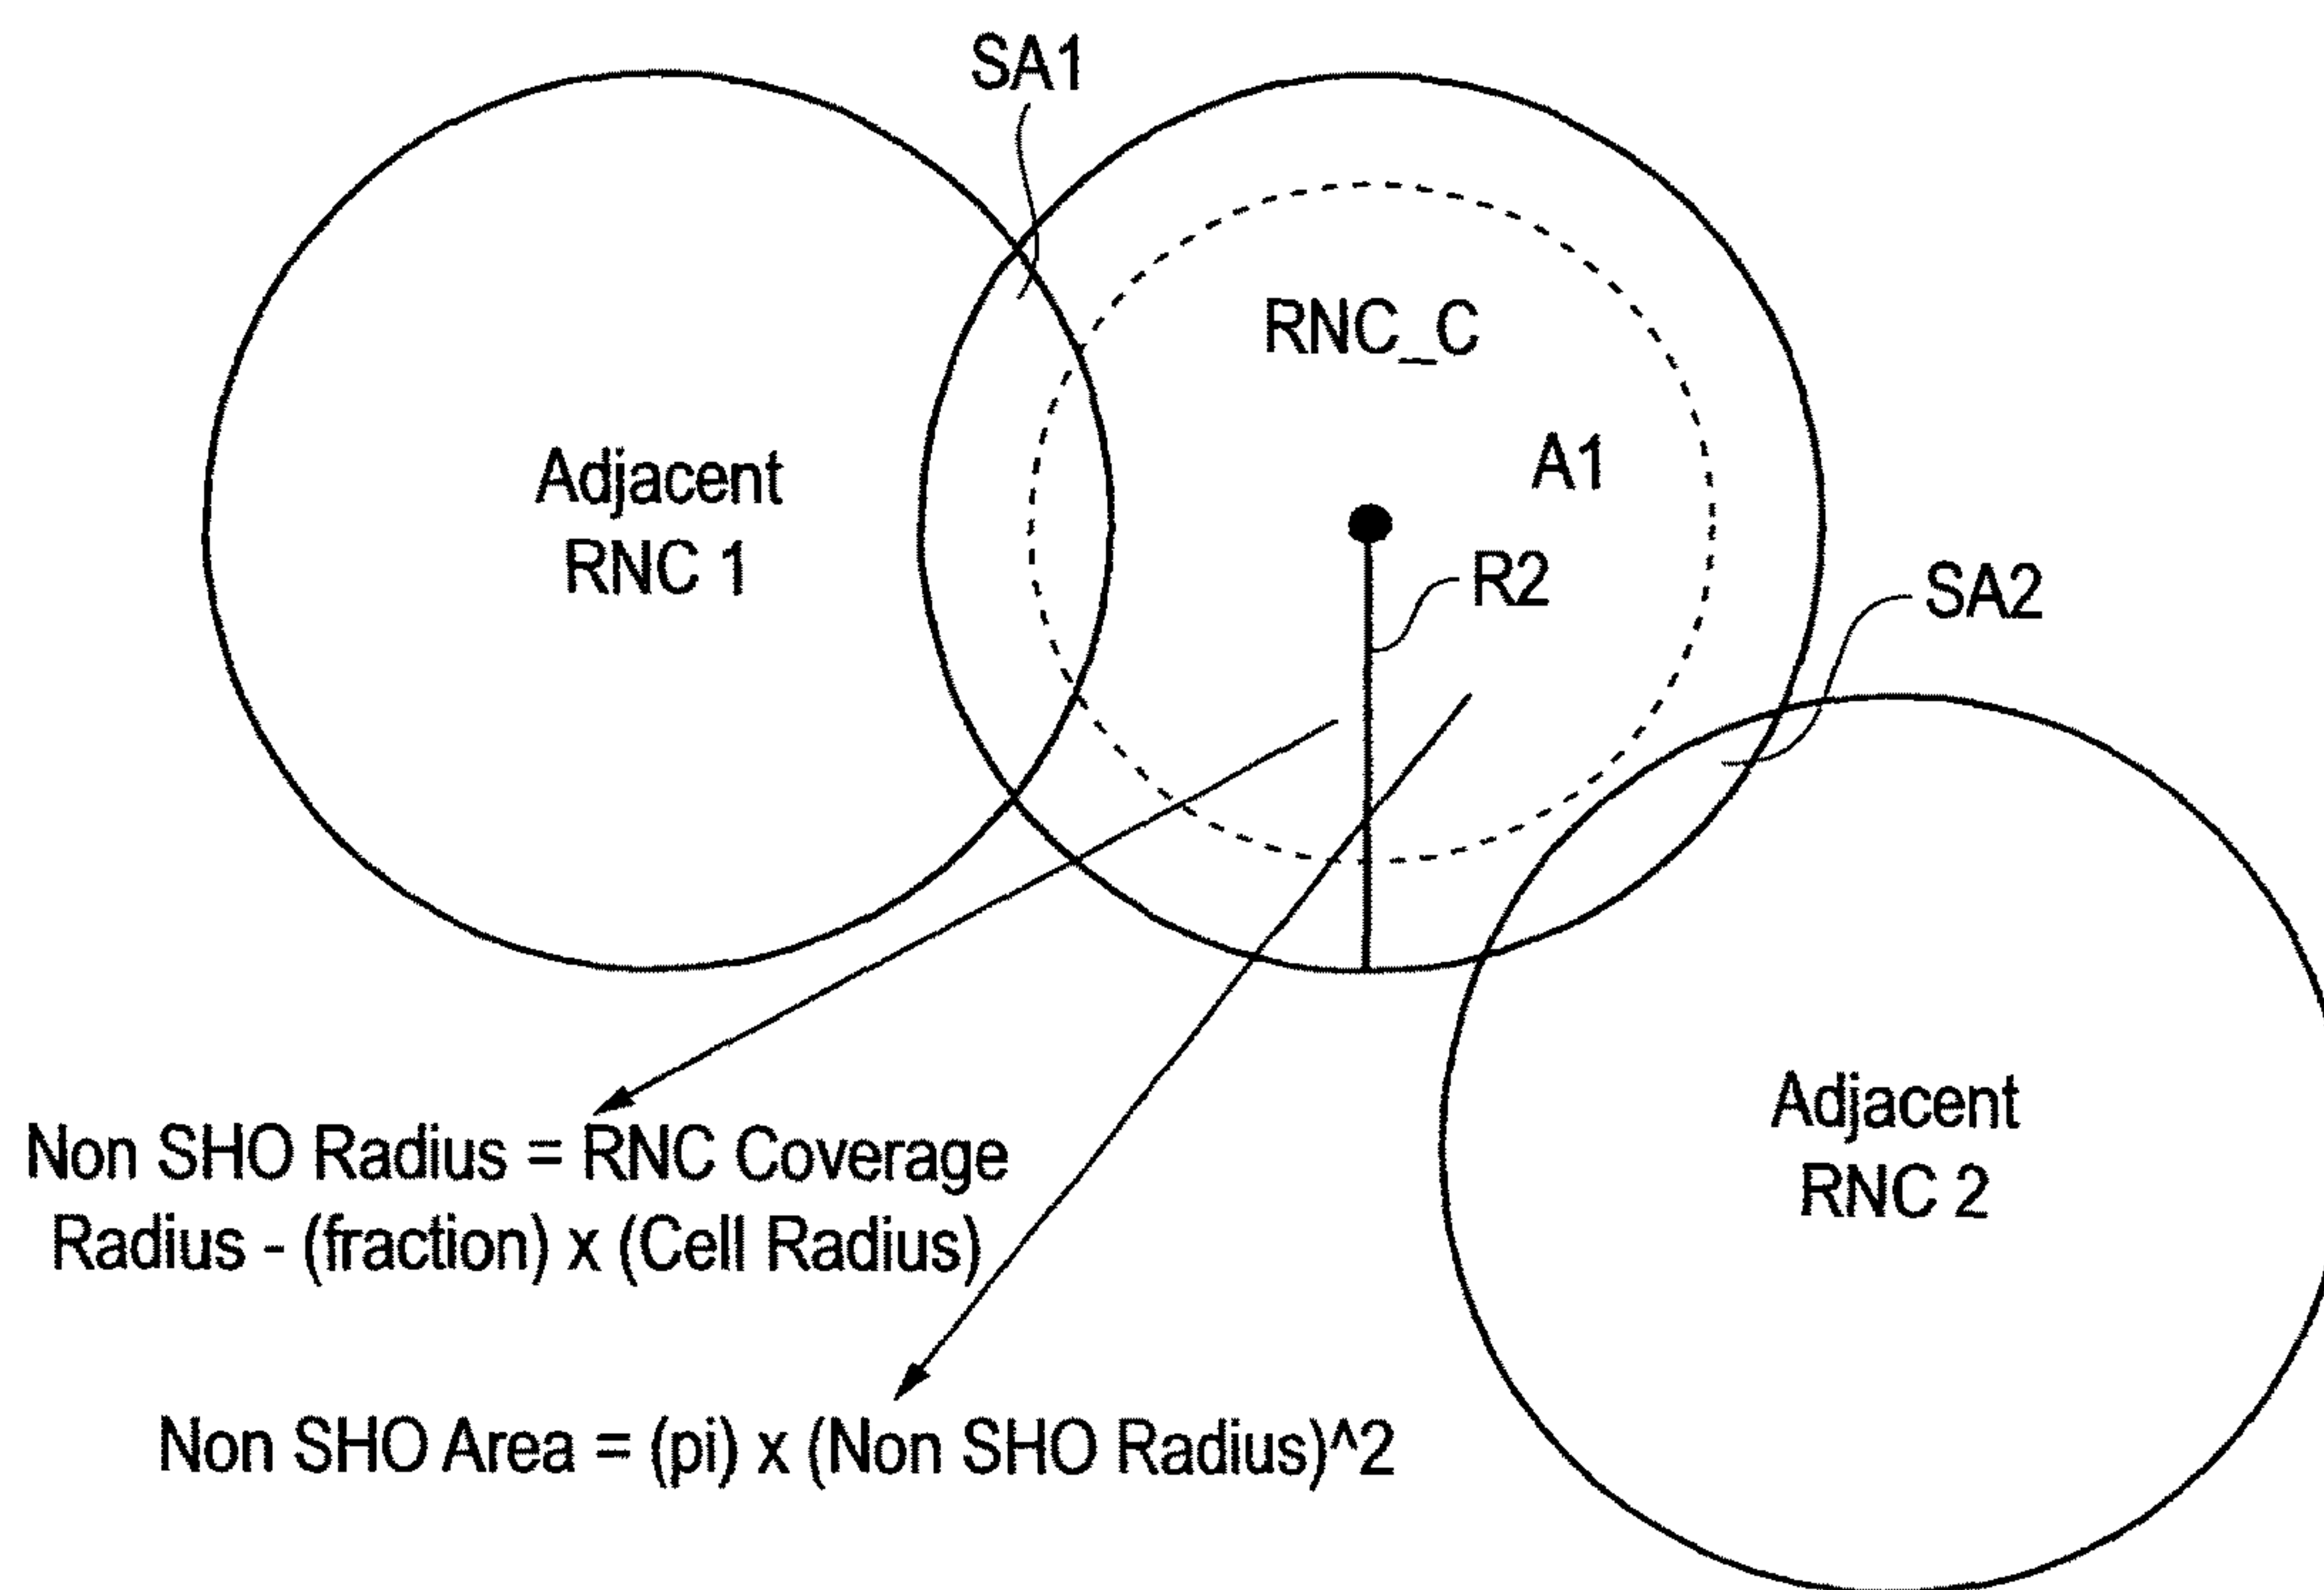 SA1
RNC_C
A1
Adjacent
RNC 1
R2
SA2
Adjacent
RNC 2
Non SHO Radius = RNC Coverage
Radius - (fraction) x (Cell Radius)
Non SHO Area = (pi) x (Non SHO Radius)^2